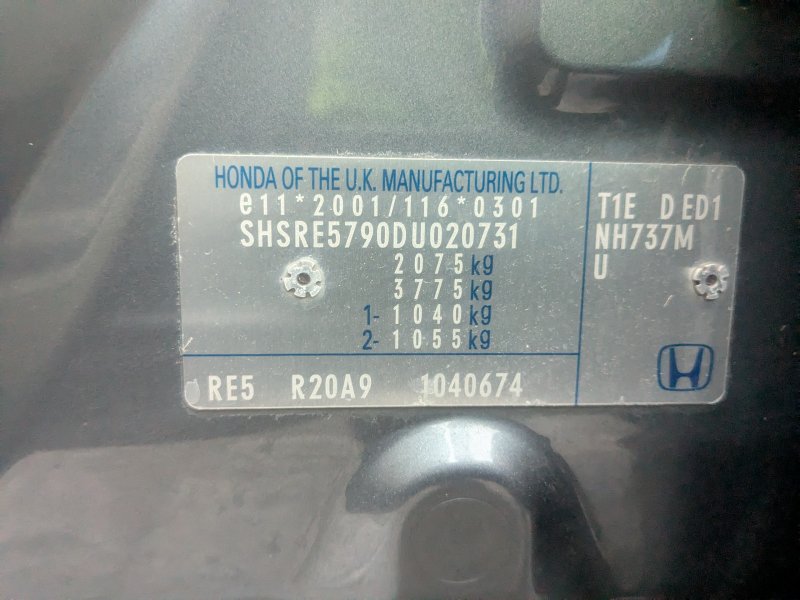 HONDA OF THE U.K. MANUFACTURING LTD.
e11*2001/116*0301
SHSRE5790DU020731
2075kg
3775kg
1-1040kg
2-1055kg
RE5 R20A9 1040674
T1E DED1
NH737M
U